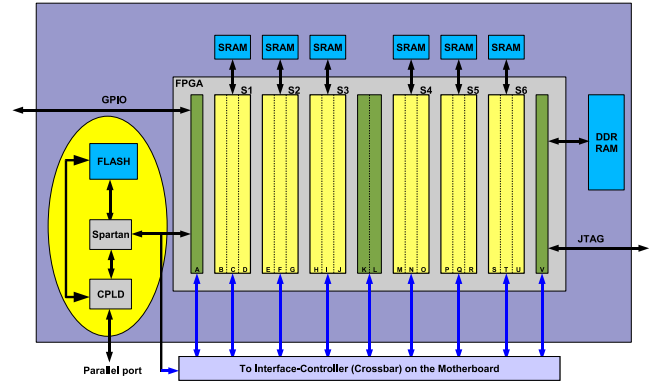 SRAM SRAM SRAM SRAM SRAM SRAM
FPGA
S1 S2 S3 S4 S5 S6
GPIO
DDR
RAM
FLASH
Spartan
CPLD
JTAG
A B C D E F G H I J K L M N O P Q R S T U V
Parallel port
To Interface-Controller (Crossbar) on the Motherboard